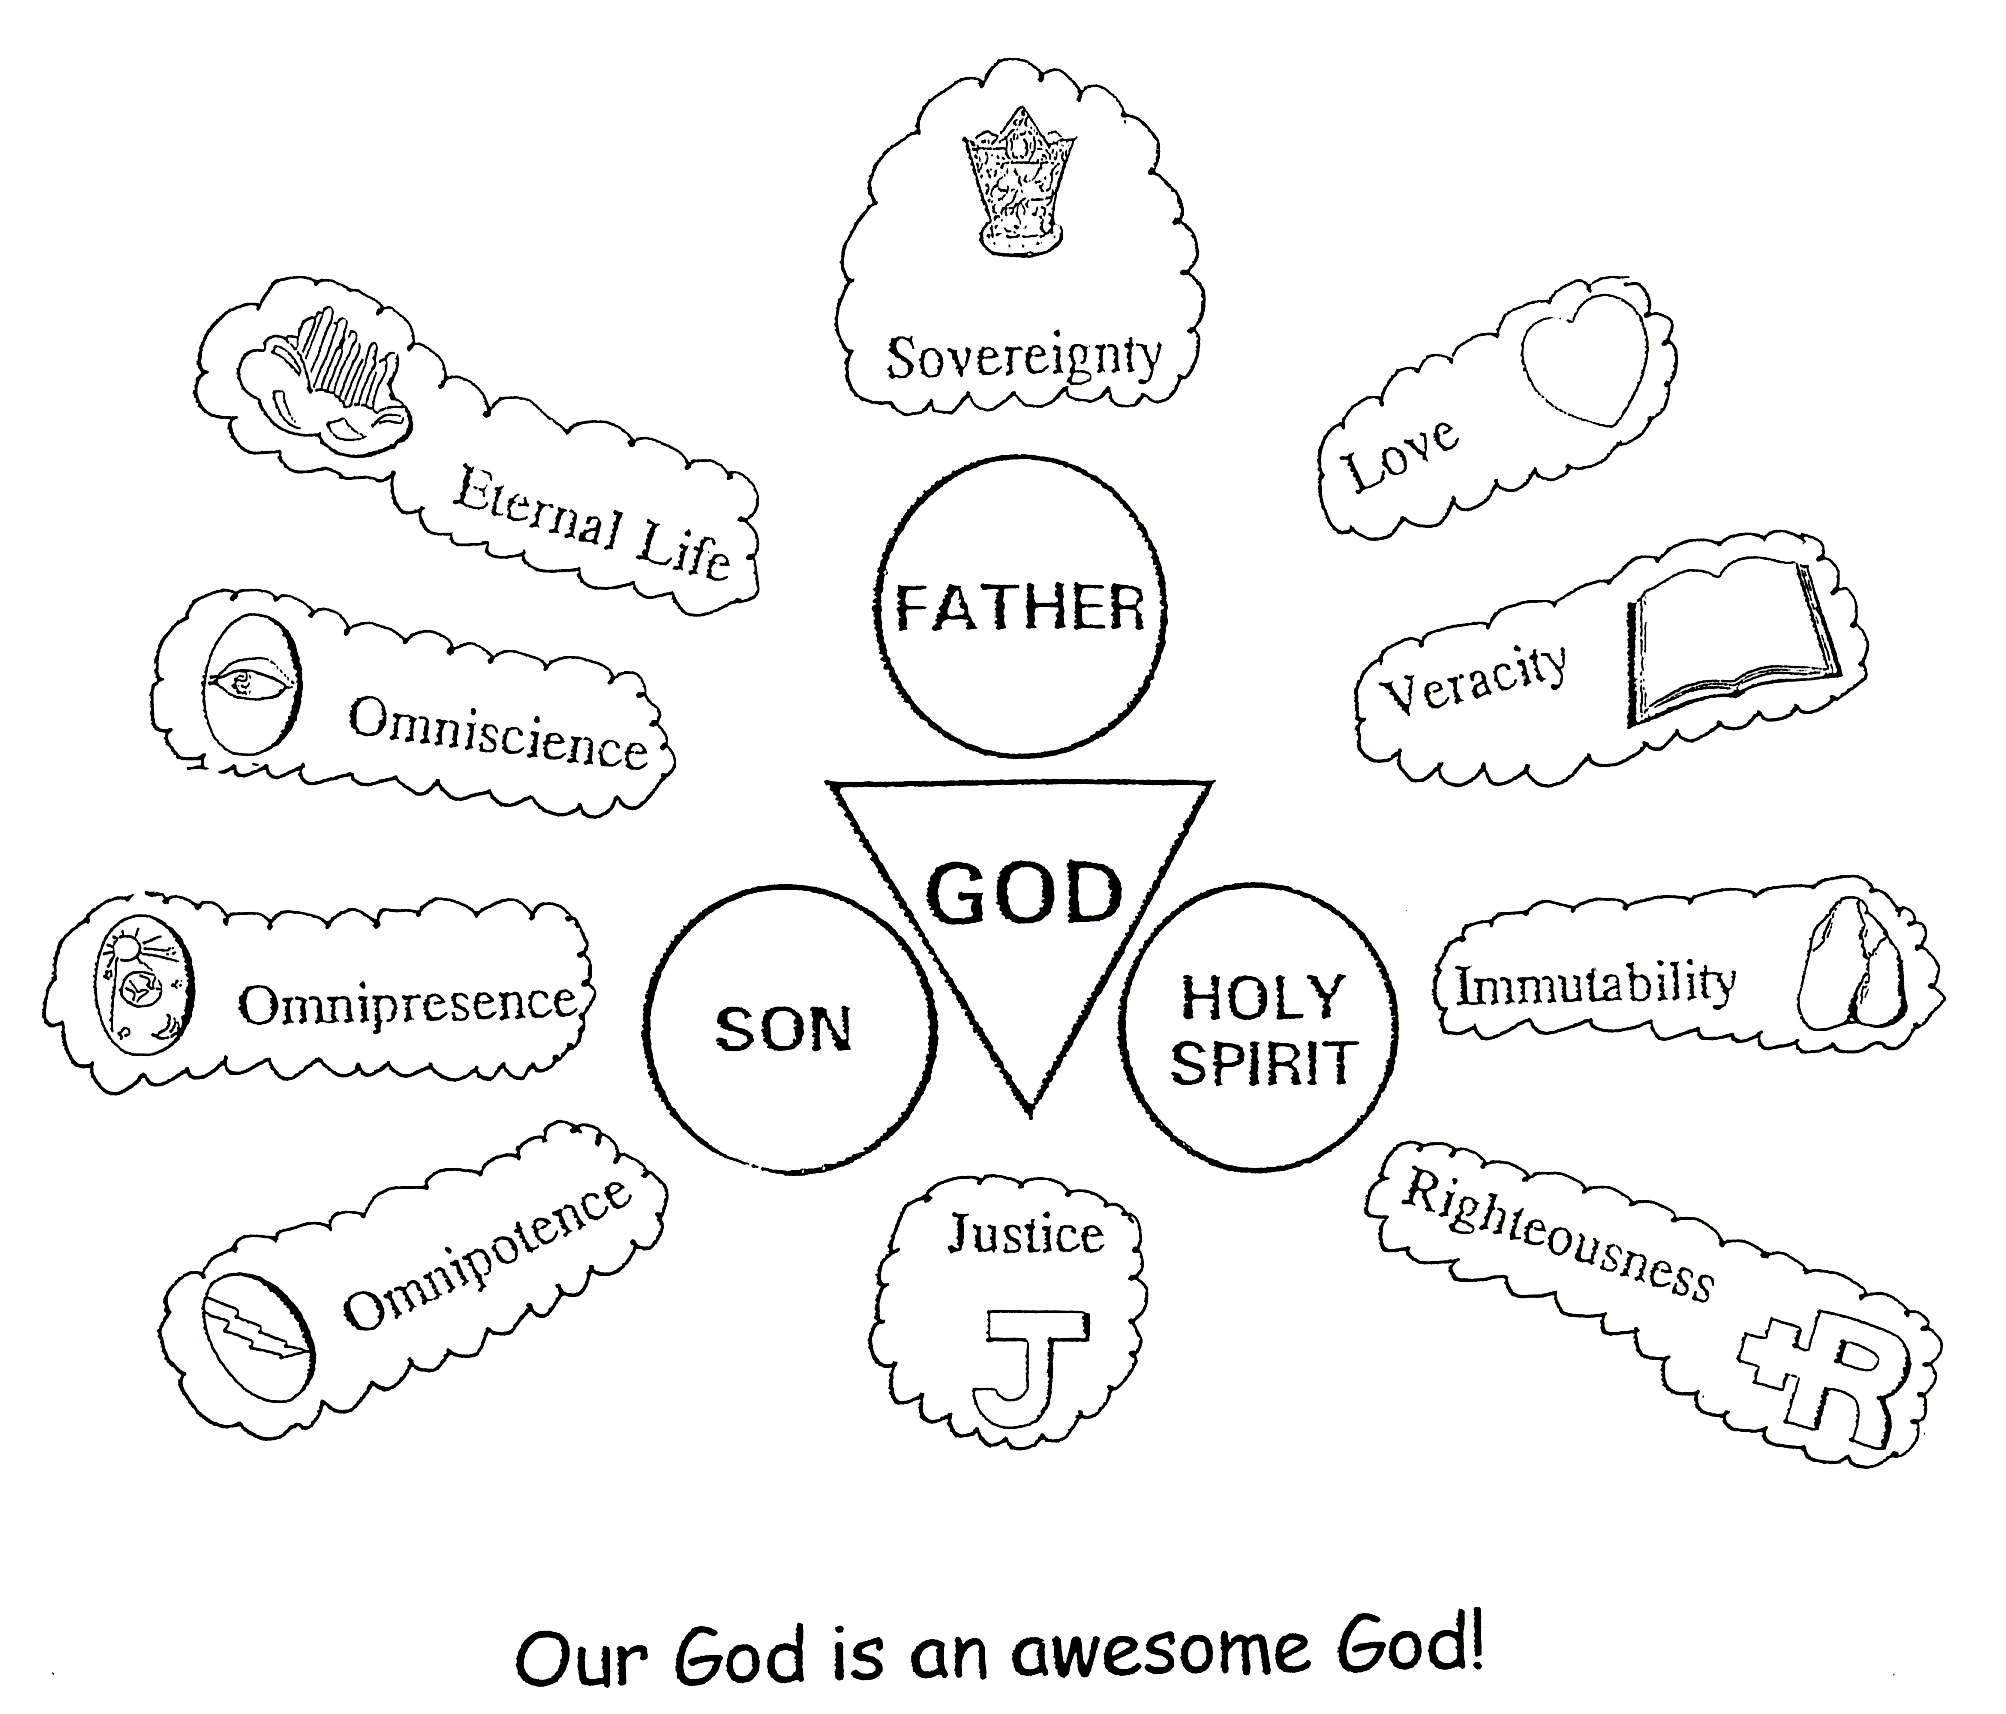 Sovereignty
Eternal Life
Love
FATHER
Omniscience
Veracity
GOD
Omnipresence
SON
HOLY
SPIRIT
Immutability
Omnipotence
Justice
J
Righteousness
+R
Our God is an awesome God!